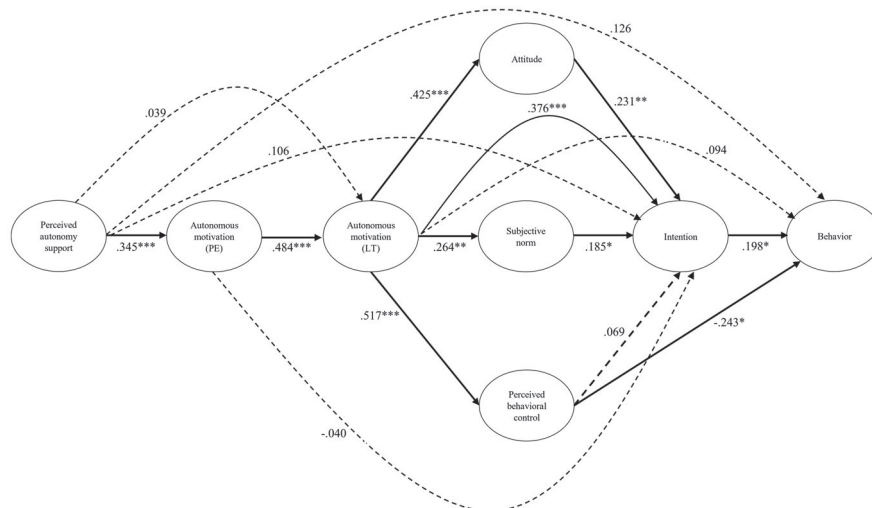 .126
Attitude
.425***
.231**
.039
.376***
.106
.094
Perceived
autonomy
support
.345***
Autonomous
motivation
(PE)
.484***
Autonomous
motivation
(LT)
.264**
Subjective
norm
.185*
Intention
.198*
Behavior
.517***
.069
-.243*
Perceived
behavioral
control
-.040